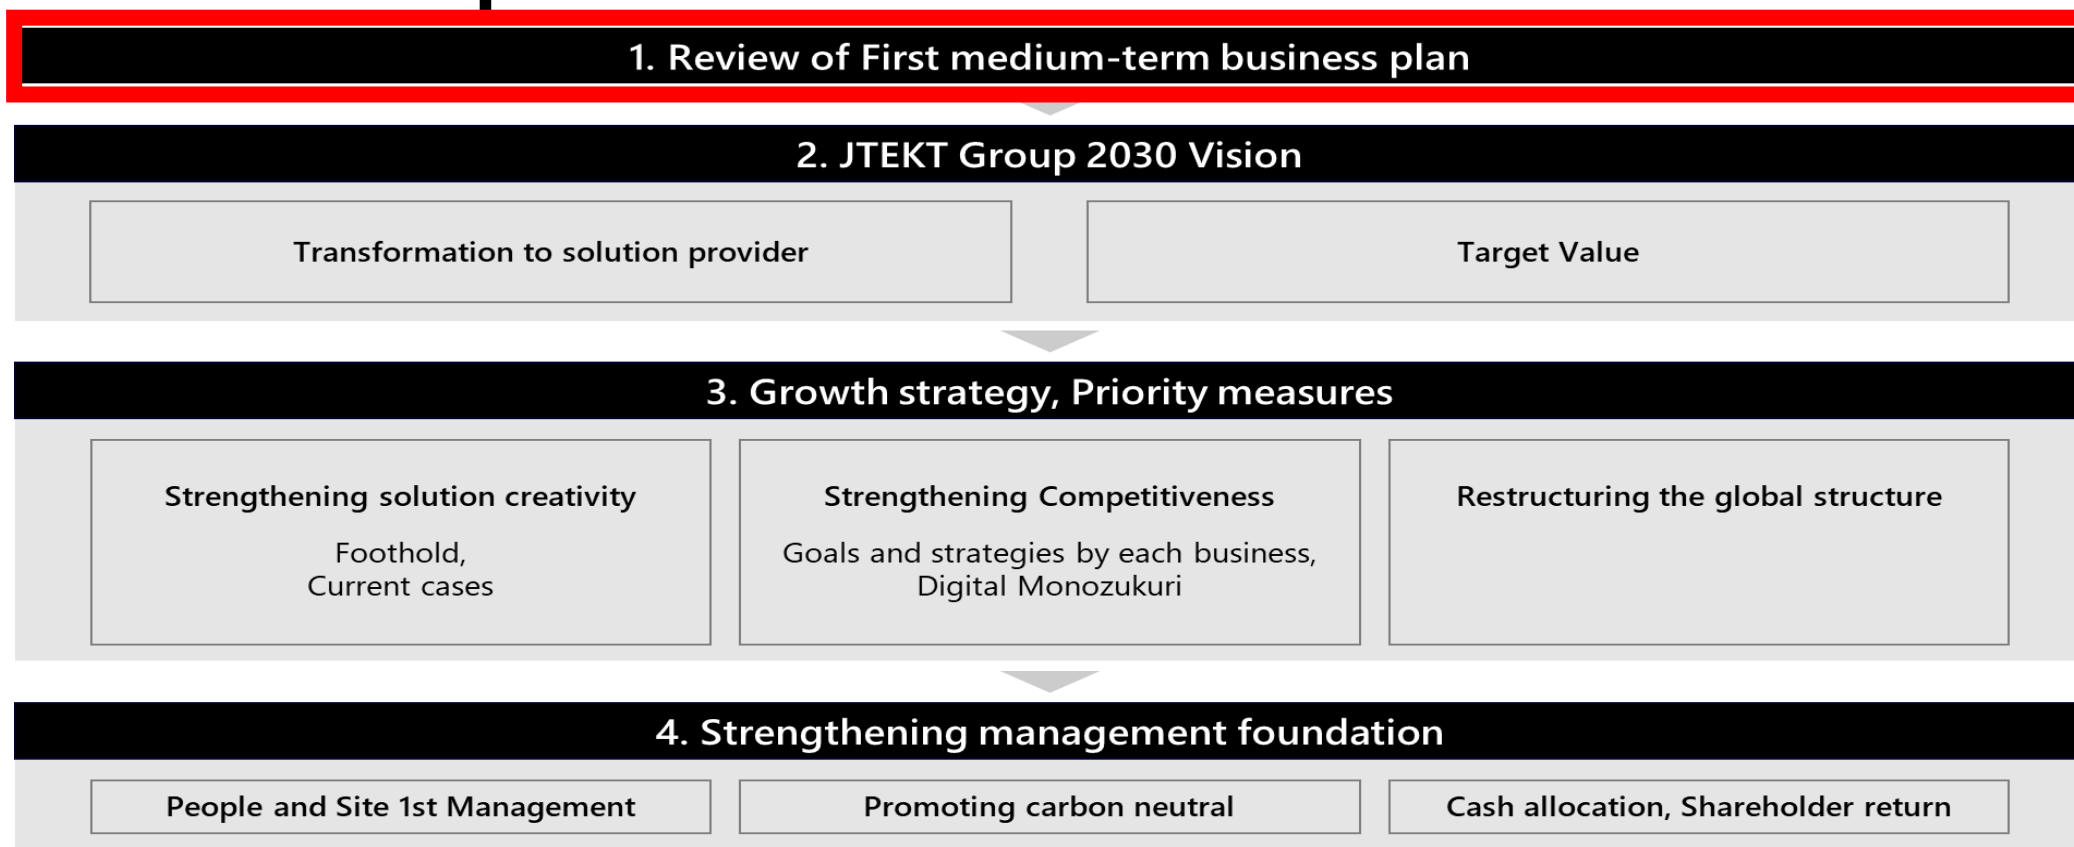 1. Review of First medium-term business plan
2. JTEKT Group 2030 Vision
Transformation to solution provider
Target Value
3. Growth strategy, Priority measures
Strengthening solution creativity
Foothold,
Current cases
Strengthening Competitiveness
Goals and strategies by each business,
Digital Monozukuri
Restructuring the global structure
4. Strengthening management foundation
People and Site 1st Management
Promoting carbon neutral
Cash allocation, Shareholder return